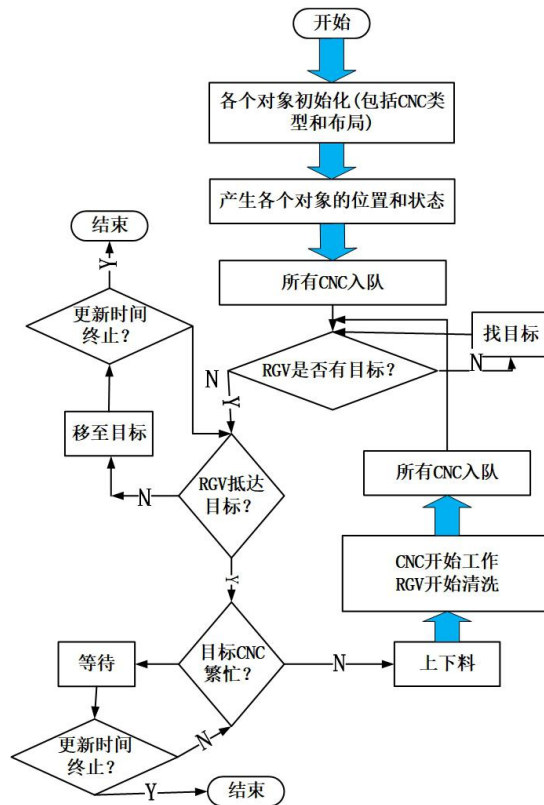 开始
各个对象初始化(包括CNC类
型和布局)
产生各个对象的位置和状态
结束
所有CNC入队
Y
更新时间
终止？
找目标
RGV是否有目标？
N
N
Y
移至目标
所有CNC入队
RGV抵达
目标？
N
CNC开始工作
RGV开始清洗
Y
目标CNC
繁忙？
等待
N
上下料
更新时间
终止？
N
Y
结束